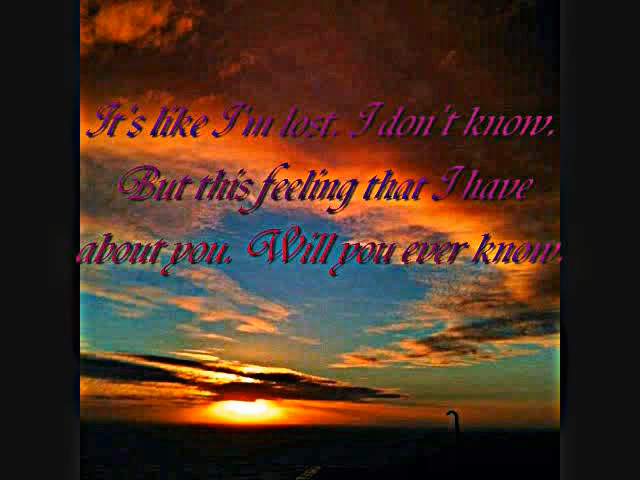 It's like I'm lost. I don't know.
But this feeling that I have
about you. Will you ever know.